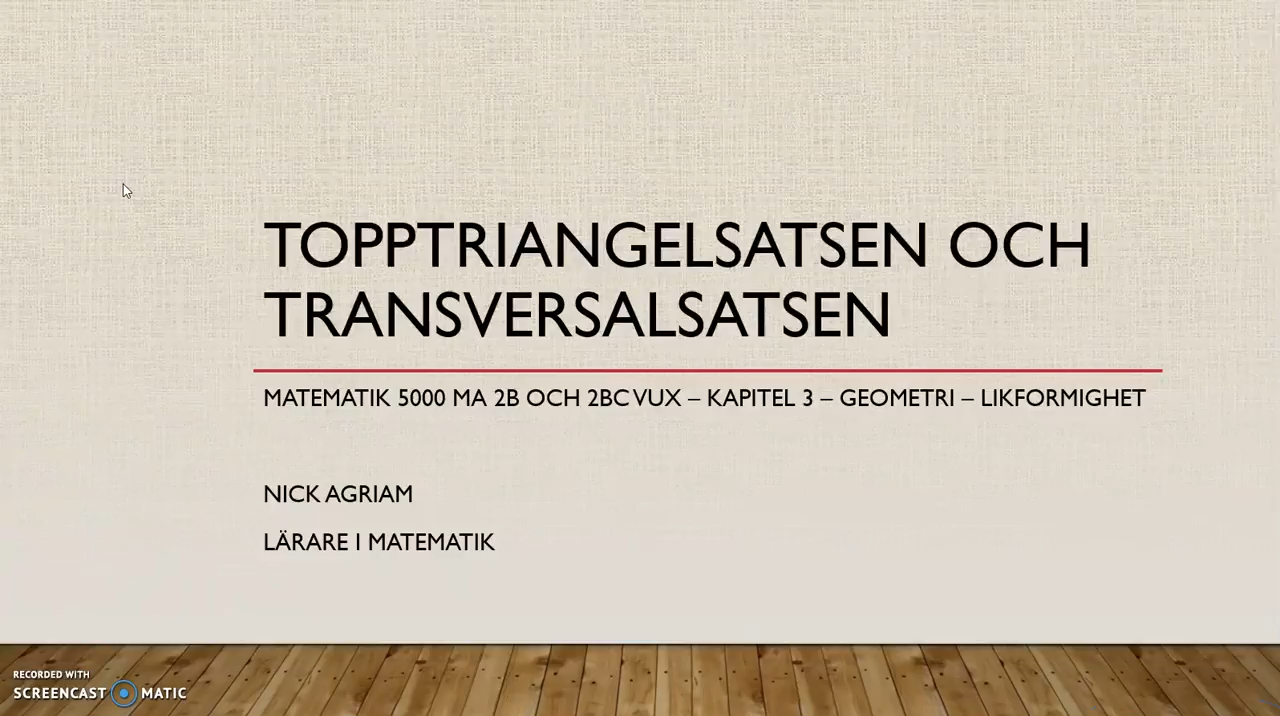 TOPPTRIANGELSATSEN OCH
TRANSVERSALSATSEN
MATEMATIK 5000 MA 2B OCH 2BC VUX – KAPITEL 3 – GEOMETRI – LIKFORMIGHET
NICK AGRIAM
LÄRARE I MATEMATIK
RECORDED WITH
SCREENCAST MATIC